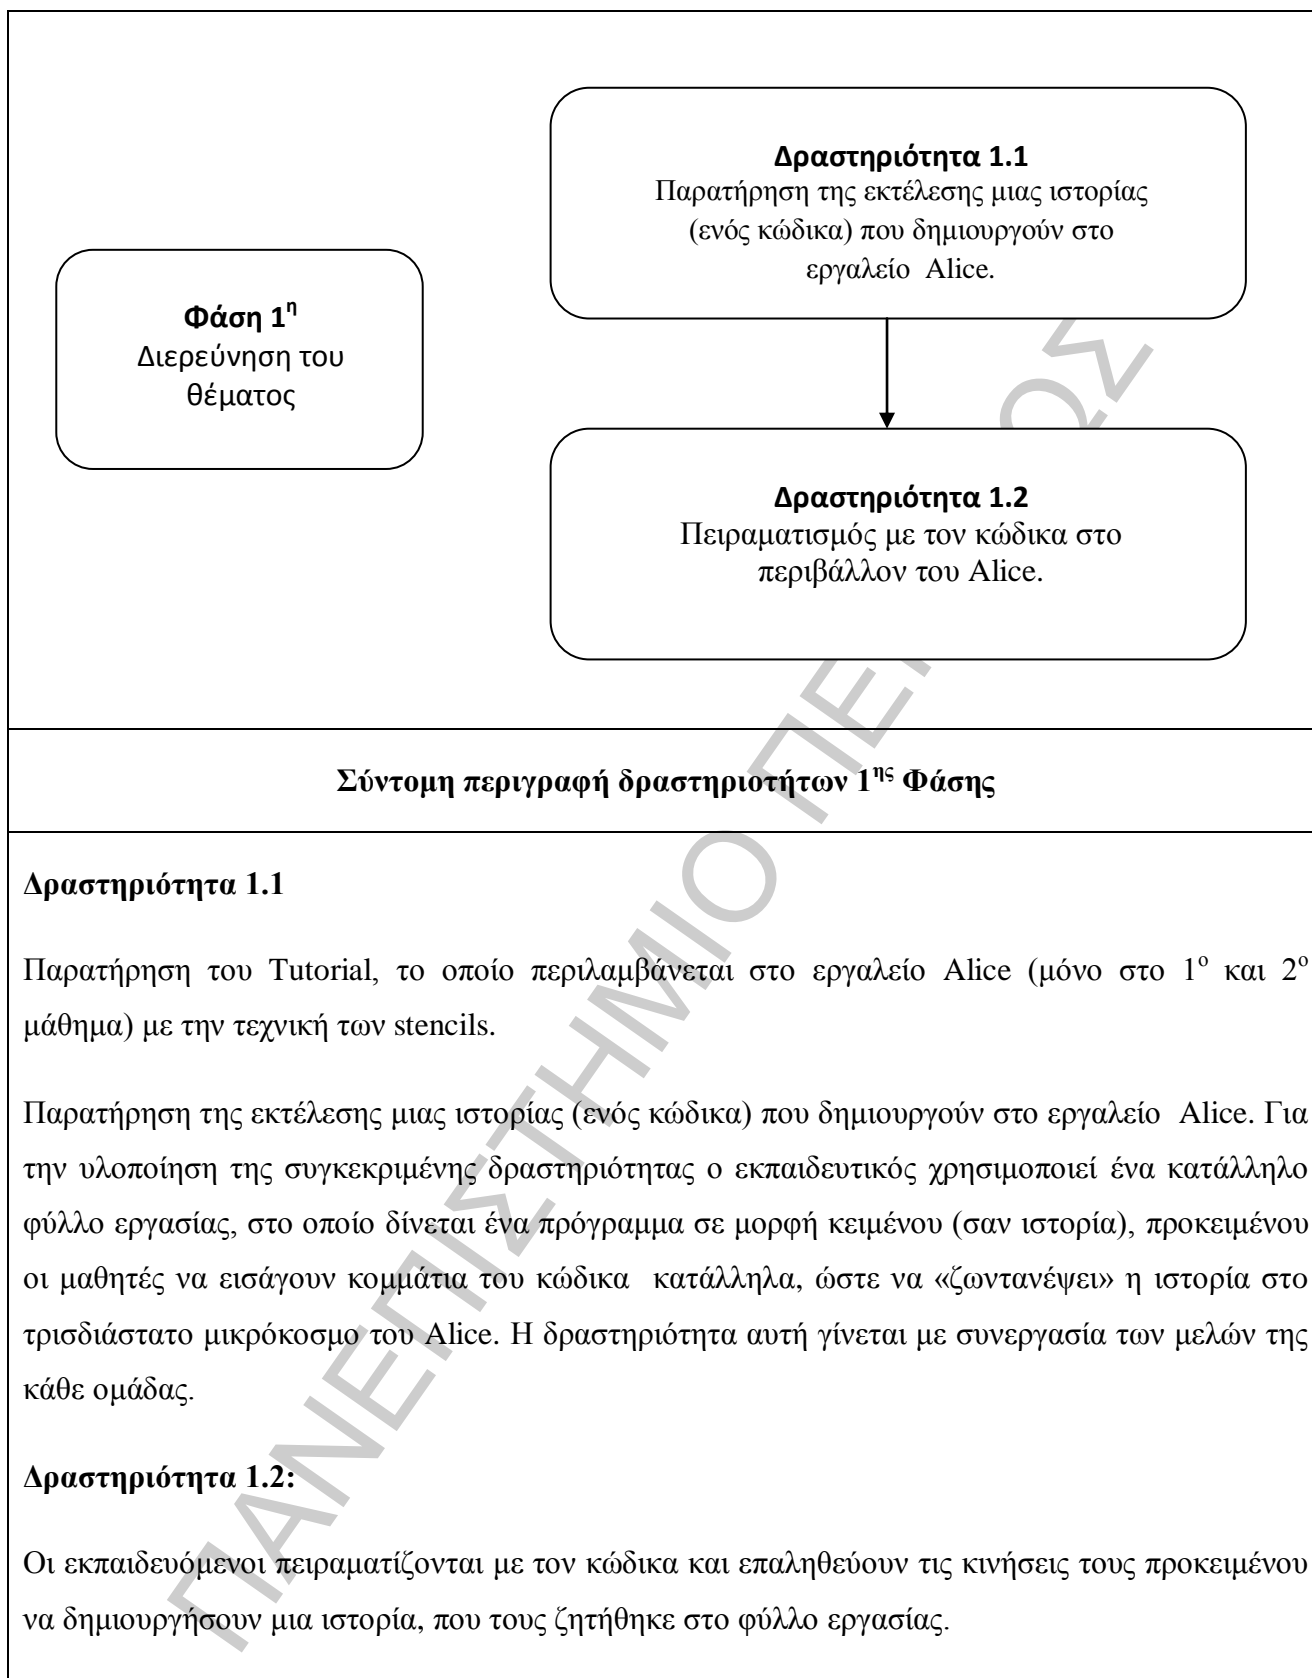 Δραστηριότητα 1.1
Παρατήρηση της εκτέλεσης μιας ιστορίας
(ενός κώδικα) που δημιουργούν στο
εργαλείο Alice.
Φάση 1η
Διερεύνηση του
θέματος
Δραστηριότητα 1.2
Πειραματισμός με τον κώδικα στο
περιβάλλον του Alice.
Σύντομη περιγραφή δραστηριοτήτων 1ης Φάσης
Δραστηριότητα 1.1
Παρατήρηση του Tutorial, το οποίο περιλαμβάνεται στο εργαλείο Alice (μόνο στο 1ο και 2ο
μάθημα) με την τεχνική των stencils.
Παρατήρηση της εκτέλεσης μιας ιστορίας (ενός κώδικα) που δημιουργούν στο εργαλείο Alice. Για
την υλοποίηση της συγκεκριμένης δραστηριότητας ο εκπαιδευτικός χρησιμοποιεί ένα κατάλληλο
φύλλο εργασίας, στο οποίο δίνεται ένα πρόγραμμα σε μορφή κειμένου (σαν ιστορία), προκειμένου
οι μαθητές να εισάγουν κομμάτια του κώδικα κατάλληλα, ώστε να «ζωντανέψει» η ιστορία στο
τρισδιάστατο μικρόκοσμο του Alice. Η δραστηριότητα αυτή γίνεται με συνεργασία των μελών της
κάθε ομάδας.
Δραστηριότητα 1.2:
Οι εκπαιδευόμενοι πειραματίζονται με τον κώδικα και επαληθεύουν τις κινήσεις τους προκειμένου
να δημιουργήσουν μια ιστορία, που τους ζητήθηκε στο φύλλο εργασίας.
ΠΑΝΕΠΙΣΤΗΜΙΟ